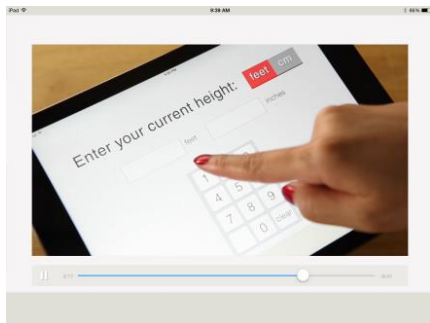 iPad 9:39 AM 86%
Enter your current height: feet cm
feet inches
1
4 5
7 8 9
0 clear